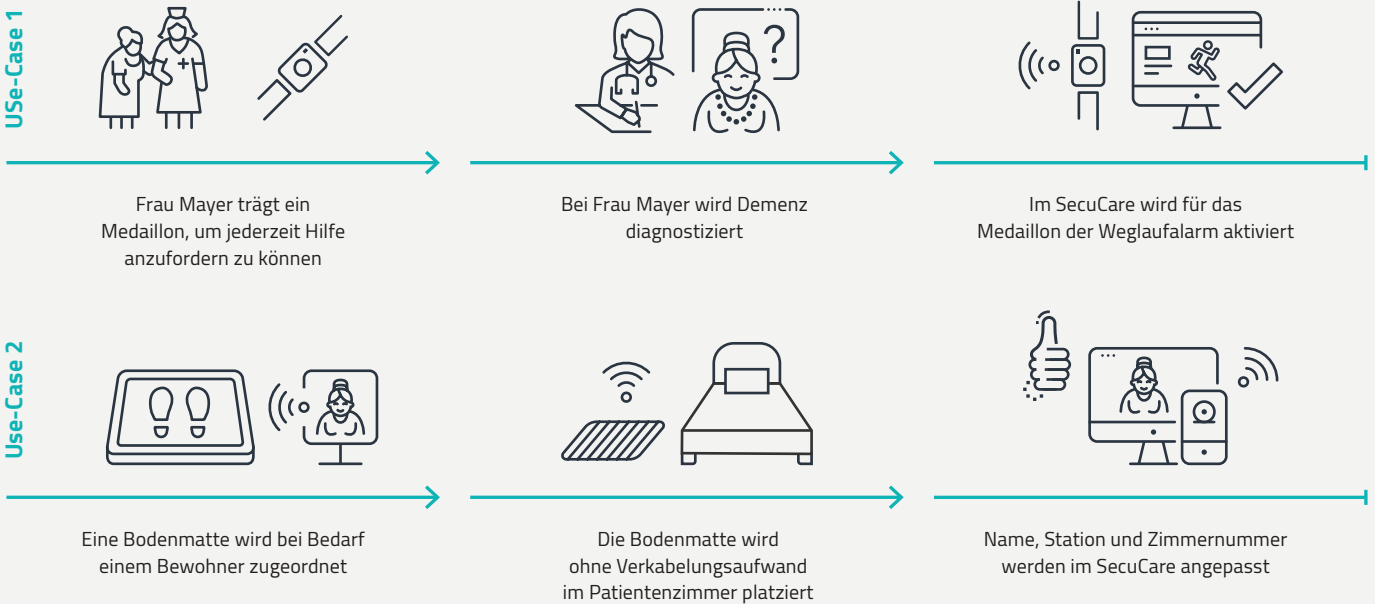 USe-Case 1
Frau Mayer trägt ein
Medaillon, um jederzeit Hilfe
anzufordern zu können
Bei Frau Mayer wird Demenz
diagnostiziert
Im SecuCare wird für das
Medaillon der Weglaufalarm aktiviert
Use-Case 2
Eine Bodenmatte wird bei Bedarf
einem Bewohner zugeordnet
Die Bodenmatte wird
ohne Verkabelungsaufwand
im Patientenzimmer platziert
Name, Station und Zimmernummer
werden im SecuCare angepasst